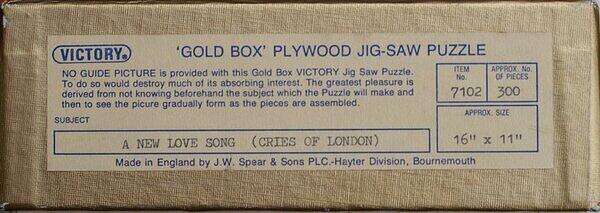 VICTORY®
'GOLD BOX' PLYWOOD JIG-SAW PUZZLE
NO GUIDE PICTURE is provided with this Gold Box VICTORY Jig Saw Puzzle.
To do so would destroy much of its absorbing interest. The greatest pleasure is
derived from not knowing beforehand the subject which the Puzzle will make and
then to see the picure gradually form as the pieces are assembled.
ITEM No.
7102
APPROX. No. OF PIECES
300
SUBJECT
A NEW LOVE SONG (CRIES OF LONDON)
APPROX. SIZE
16" x 11"
Made in England by J.W. Spear & Sons PLC.-Hayter Division, Bournemouth